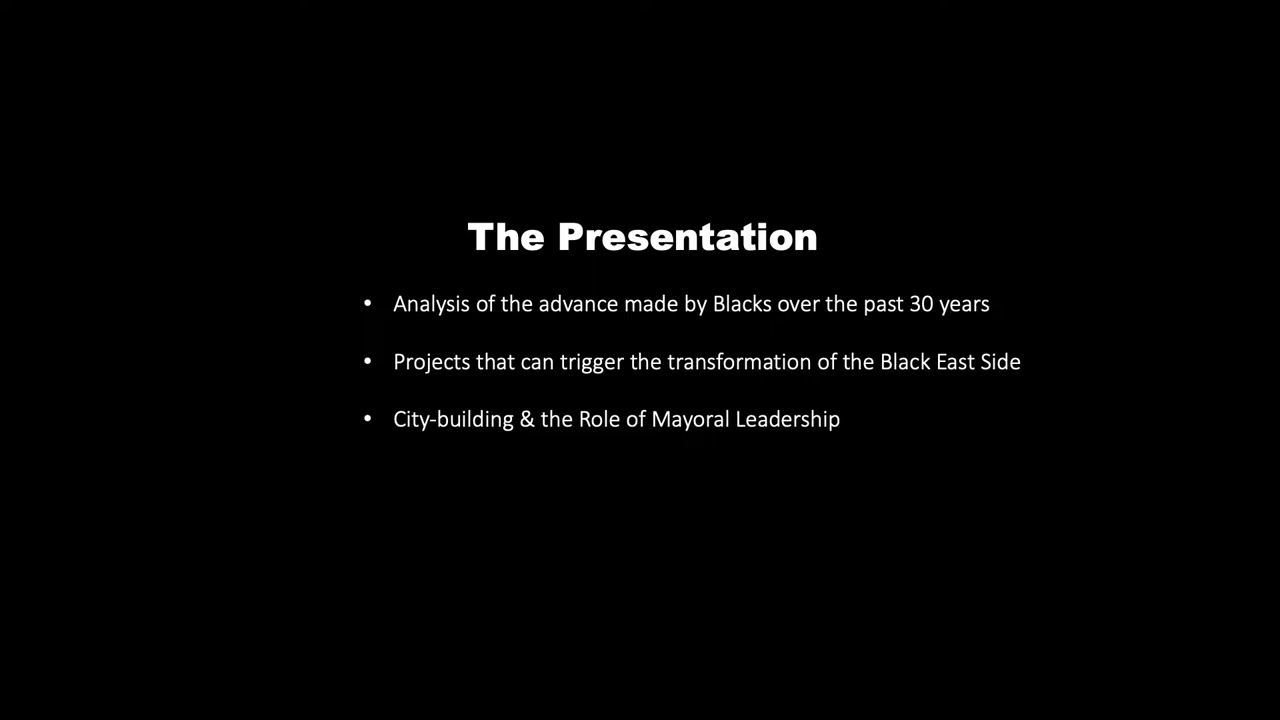 The Presentation
• Analysis of the advance made by Blacks over the past 30 years
• Projects that can trigger the transformation of the Black East Side
• City-building & the Role of Mayoral Leadership